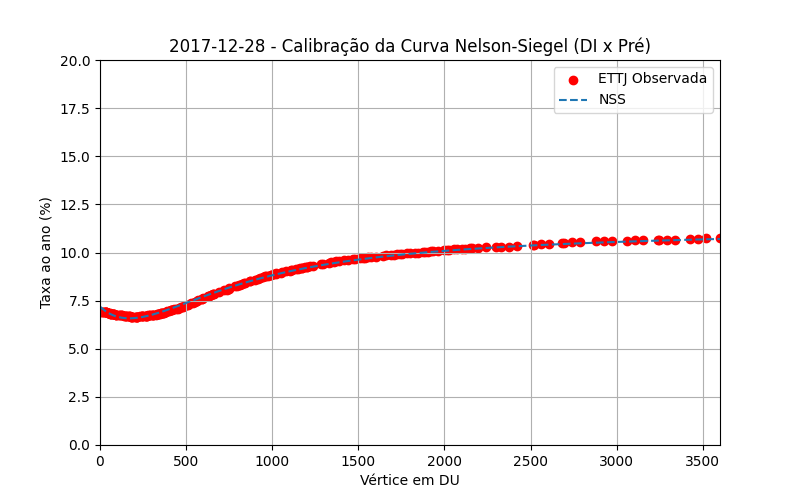 2017-12-28 - Calibração da Curva Nelson-Siegel (DI x Pré)
20.0
17.5
15.0
12.5
10.0
7.5
5.0
2.5
0.0
Taxa ao ano (%)
ETTJ Observada
NSS
0 500 1000 1500 2000 2500 3000 3500
Vértice em DU